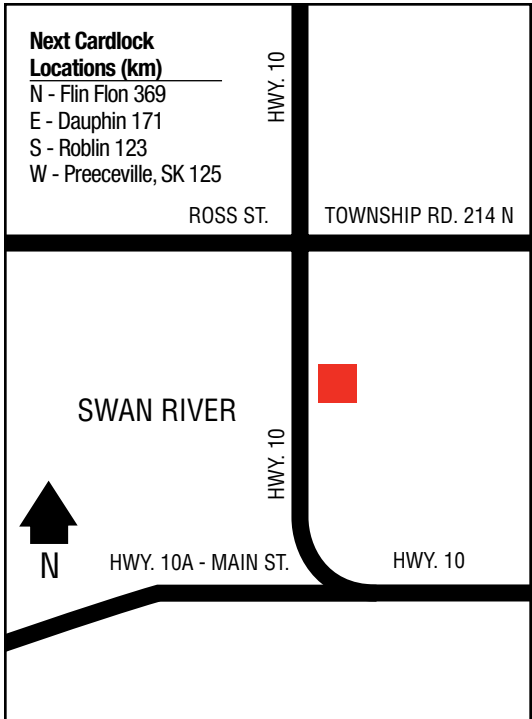 Next Cardlock
Locations (km)
N - Flin Flon 369
E - Dauphin 171
S - Roblin 123
W - Preeceville, SK 125
HWY. 10
ROSS ST.
TOWNSHIP RD. 214 N
SWAN RIVER
HWY. 10
N
HWY. 10A - MAIN ST.
HWY. 10